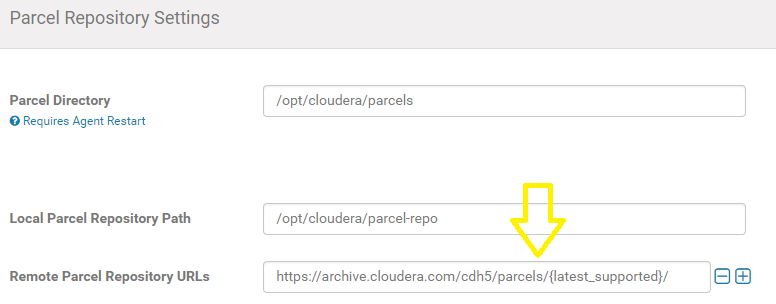 Parcel Repository Settings
Parcel Directory
/opt/cloudera/parcels
Requires Agent Restart
Local Parcel Repository Path
/opt/cloudera/parcel-repo
Remote Parcel Repository URLs
https://archive.cloudera.com/cdh5/parcels/{latest_supported}/